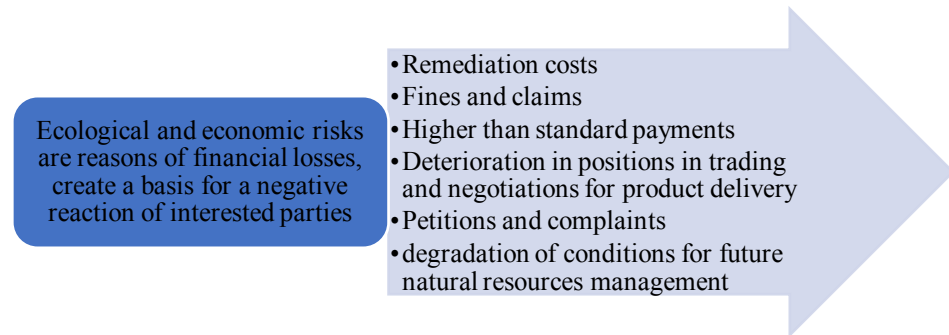 Ecological and economic risks
are reasons of financial losses,
create a basis for a negative
reaction of interested parties
•Remediation costs
•Fines and claims
•Higher than standard payments
•Deterioration in positions in trading
and negotiations for product delivery
•Petitions and complaints
•degradation of conditions for future
natural resources management